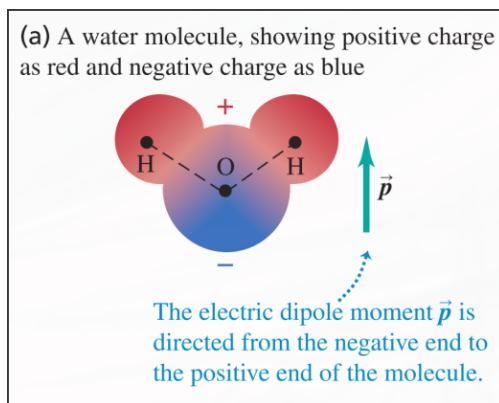 (a) A water molecule, showing positive charge
as red and negative charge as blue
+
H O H
p⃗
−
The electric dipole moment p⃗ is
directed from the negative end to
the positive end of the molecule.